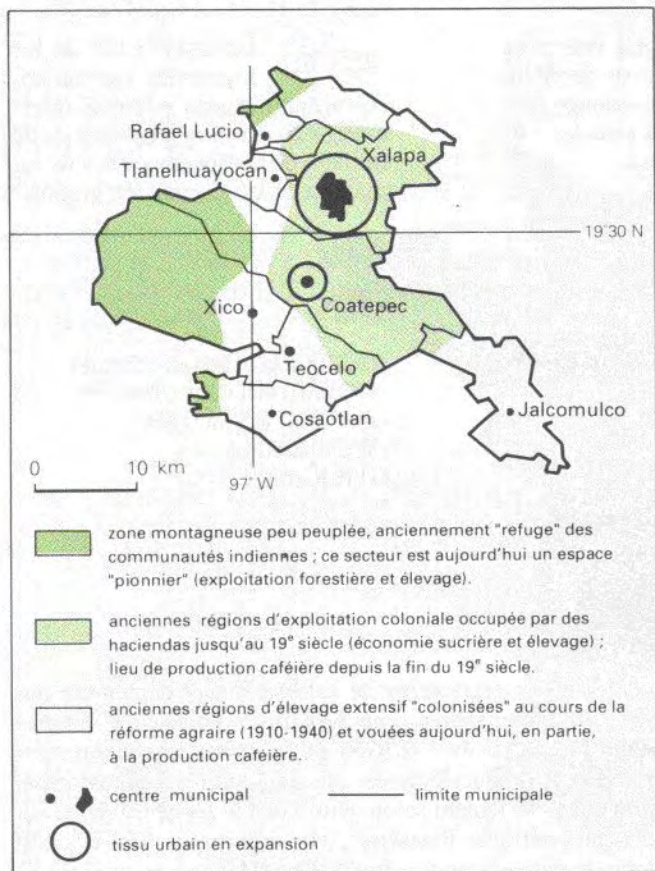 Rafael Lucio
Xalapa
Tlanelhuayocan
19°30 N
Xico
Coatepec
Teocelo
Cosaotlan
Jalcomulco
0 10 km
97° W
zone montagneuse peu peuplée, anciennement "refuge" des
communautés indiennes ; ce secteur est aujourd'hui un espace
"pionnier" (exploitation forestière et élevage).
anciennes régions d'exploitation coloniale occupée par des
haciendas jusqu'au 19e siècle (économie sucrière et élevage) ;
lieu de production caféière depuis la fin du 19e siècle.
anciennes régions d'élevage extensif "colonisées" au cours de la
réforme agraire (1910-1940) et vouées aujourd'hui, en partie,
à la production caféière.
centre municipal limite municipale
tissu urbain en expansion